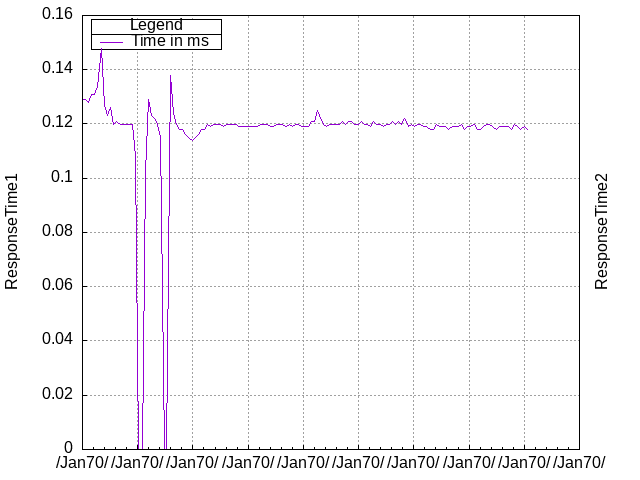 0.16
Legend
Time in ms
0.14
0.12
0.1
0.08
0.06
0.04
0.02
0
ResponseTime1
ResponseTime2
/Jan70/ /Jan70/ /Jan70/ /Jan70/ /Jan70/ /Jan70/ /Jan70/ /Jan70/ /Jan70/ /Jan70/